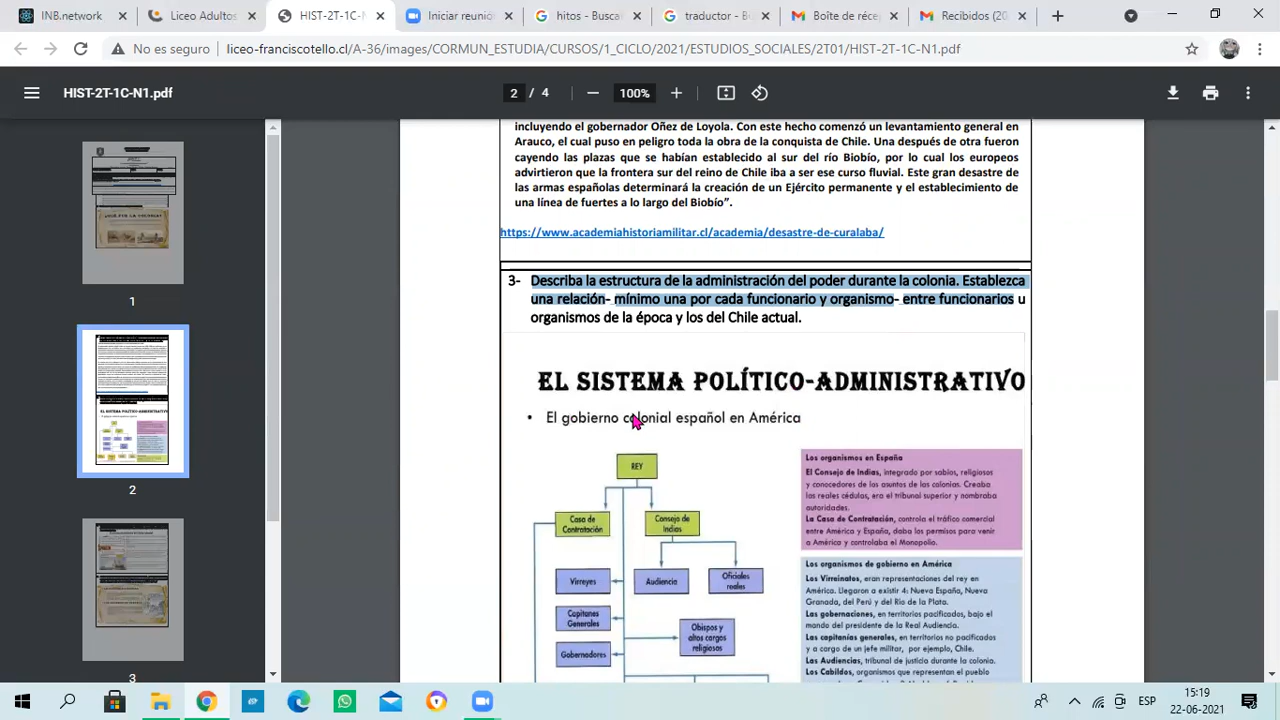 INB.network
Liceo Adultos
HIST-2T-1C-N
Iniciar reunió
hitos - Buscar
traductor - Bu
Boîte de récep
Recibidos (20
No es seguro
liceo-franciscotello.cl/A-36/images/CORMUN_ESTUDIA/CURSOS/1_CICLO/2021/ESTUDIOS_SOCIALES/2T01/HIST-2T-1C-N1.pdf
HIST-2T-1C-N1.pdf
2 / 4
100%
1
2
incluyendo el gobernador Oñez de Loyola. Con este hecho comenzó un levantamiento general en
Arauco, el cual puso en peligro toda la obra de la conquista de Chile. Una después de otra fueron
cayendo las plazas que se habían establecido al sur del río Biobío, por lo cual los europeos
advirtieron que la frontera sur del reino de Chile iba a ser ese curso fluvial. Este gran desastre de
las armas españolas determinará la creación de un Ejército permanente y el establecimiento de
una línea de fuertes a lo largo del Biobío”.
https://www.academiahistoriamilitar.cl/academia/desastre-de-curalaba/
3- Describa la estructura de la administración del poder durante la colonia. Establezca
una relación- mínimo una por cada funcionario y organismo- entre funcionarios u
organismos de la época y los del Chile actual.
EL SISTEMA POLÍTICO-ADMINISTRATIVO
• El gobierno colonial español en América
REY
Casa de
Contratación
Consejo de
Indias
Virreyes
Audiencia
Oficiales
reales
Capitanes
Generales
Obispos y
altos cargos
religiosos
Gobernadores
Los organismos en España
El Consejo de Indias, integrado por sabios, religiosos
y conocedores de los asuntos de las colonias. Creaba
las reales cédulas, era el tribunal superior y nombraba
autoridades.
La Casa de Contratación, controla el tráfico comercial
entre América y España, daba los permisos para venir
a América y controlaba el Monopolio.
Los organismos de gobierno en América
Los Virreinatos, eran representaciones del rey en
América. Llegaron a existir 4: Nueva España, Nueva
Granada, del Perú y del Río de la Plata.
Las gobernaciones, en territorios pacificados, bajo el
mando del presidente de la Real Audiencia.
Las capitanías generales, en territorios no pacificados
y a cargo de un jefe militar, por ejemplo, Chile.
Las Audiencias, tribunal de justicia durante la colonia.
Los Cabildos, organismos que representan el pueblo
ESP
15:19
22-06-2021